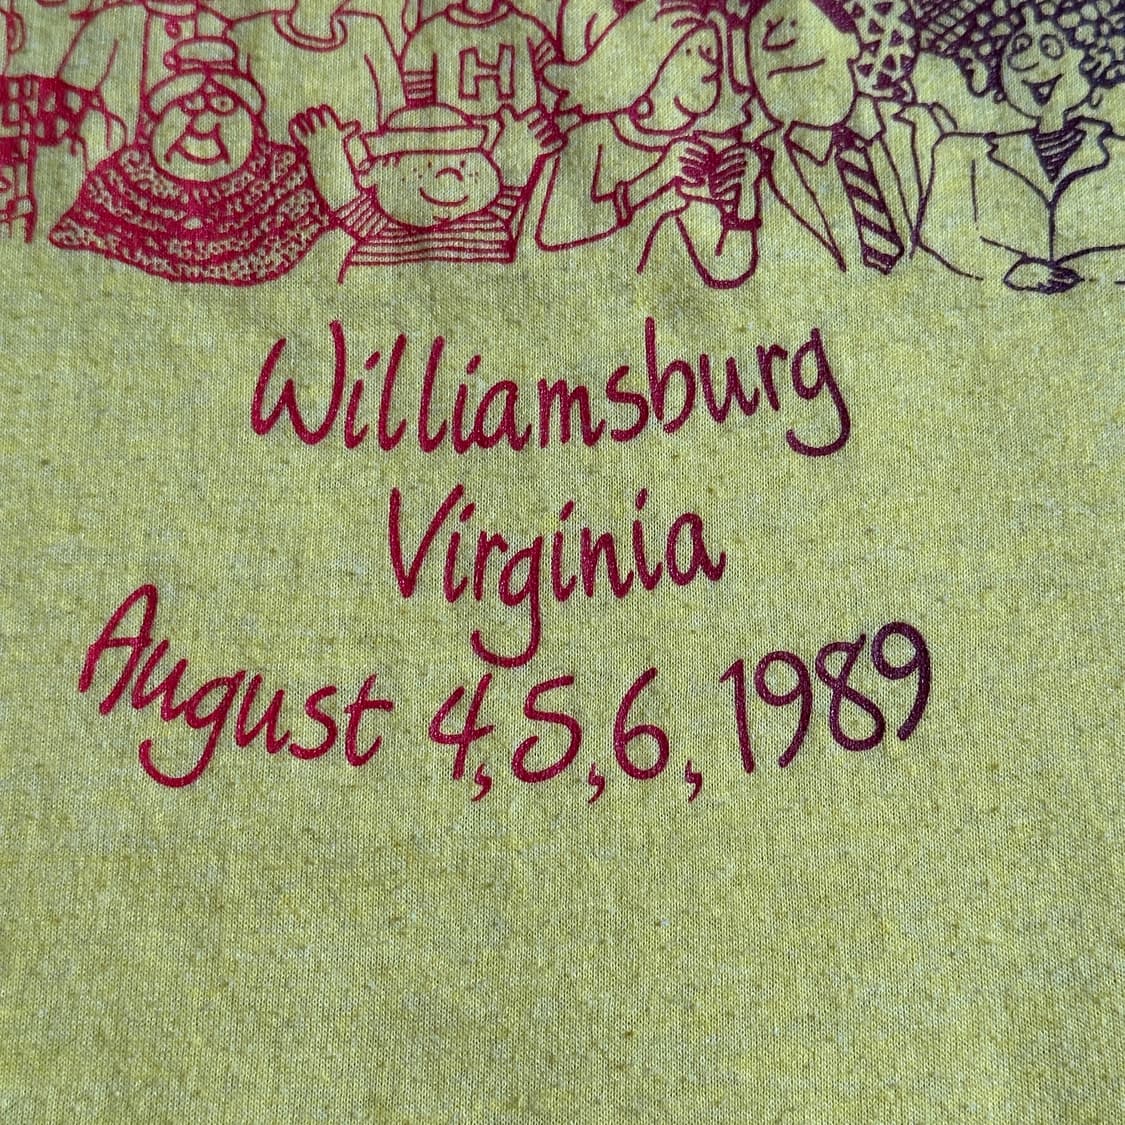 H
Williamsburg
Virginia
August 4,5,6, 1989